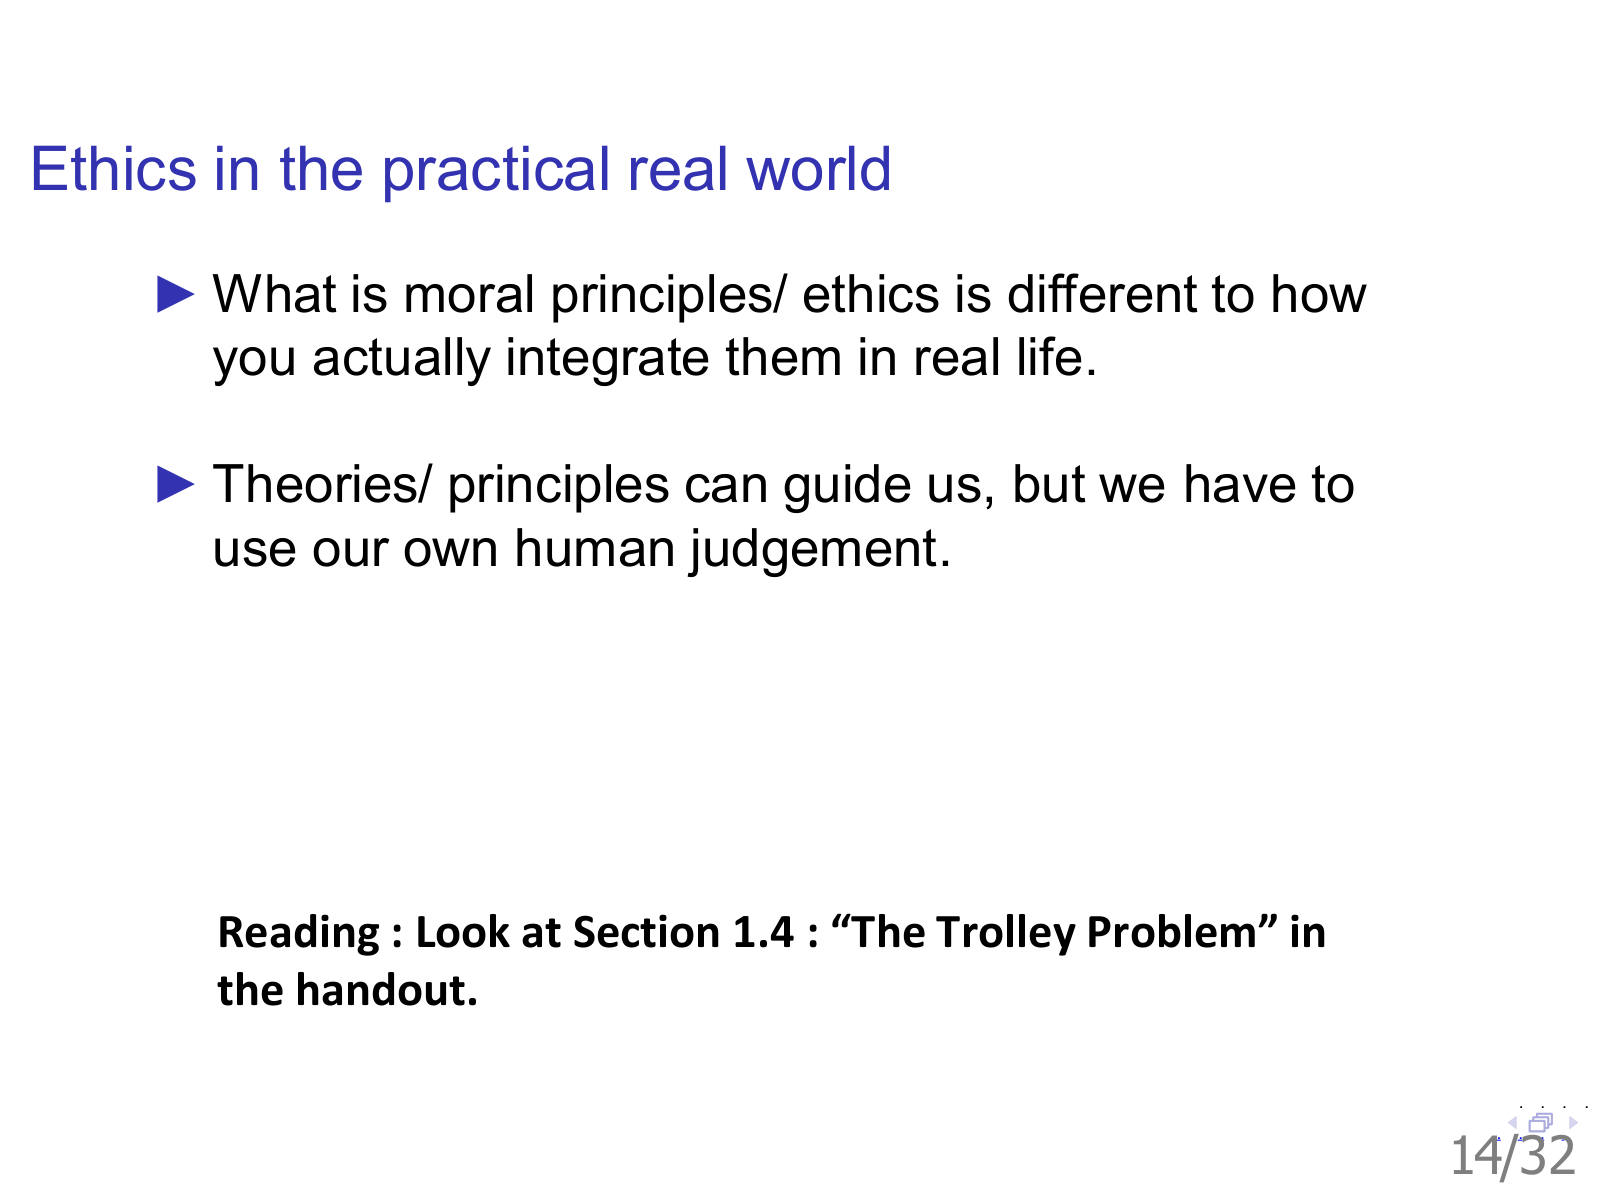 Ethics in the practical real world
► What is moral principles/ ethics is different to how
you actually integrate them in real life.
► Theories/ principles can guide us, but we have to
use our own human judgement.
Reading : Look at Section 1.4 : “The Trolley Problem” in
the handout.
14/32